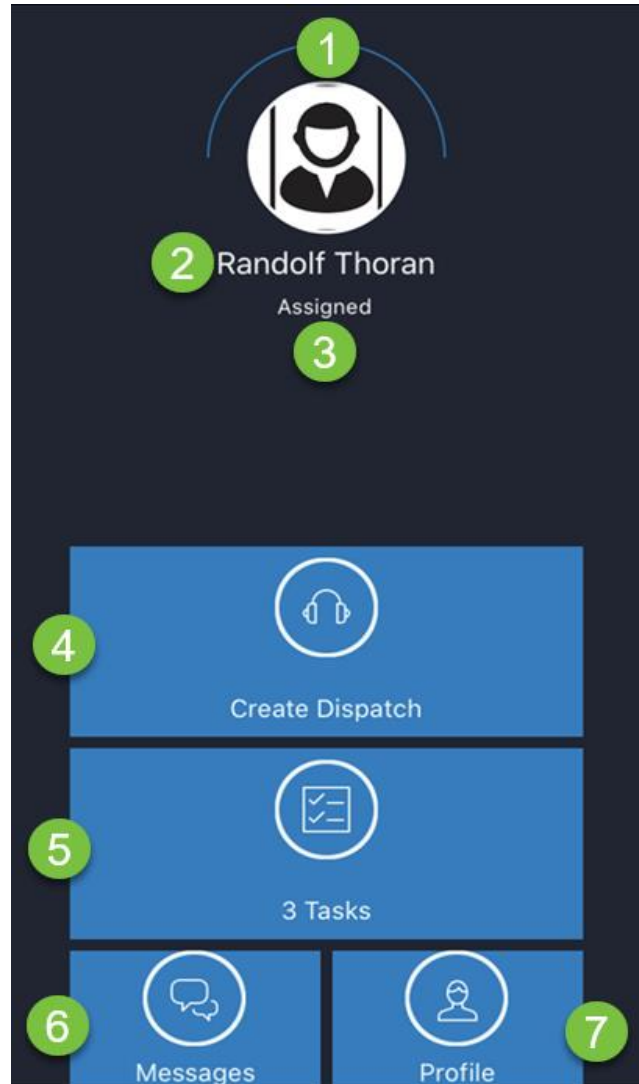 1
2 Randolf Thoran
Assigned
3
4
Create Dispatch
5
3 Tasks
6 7
Messages Profile